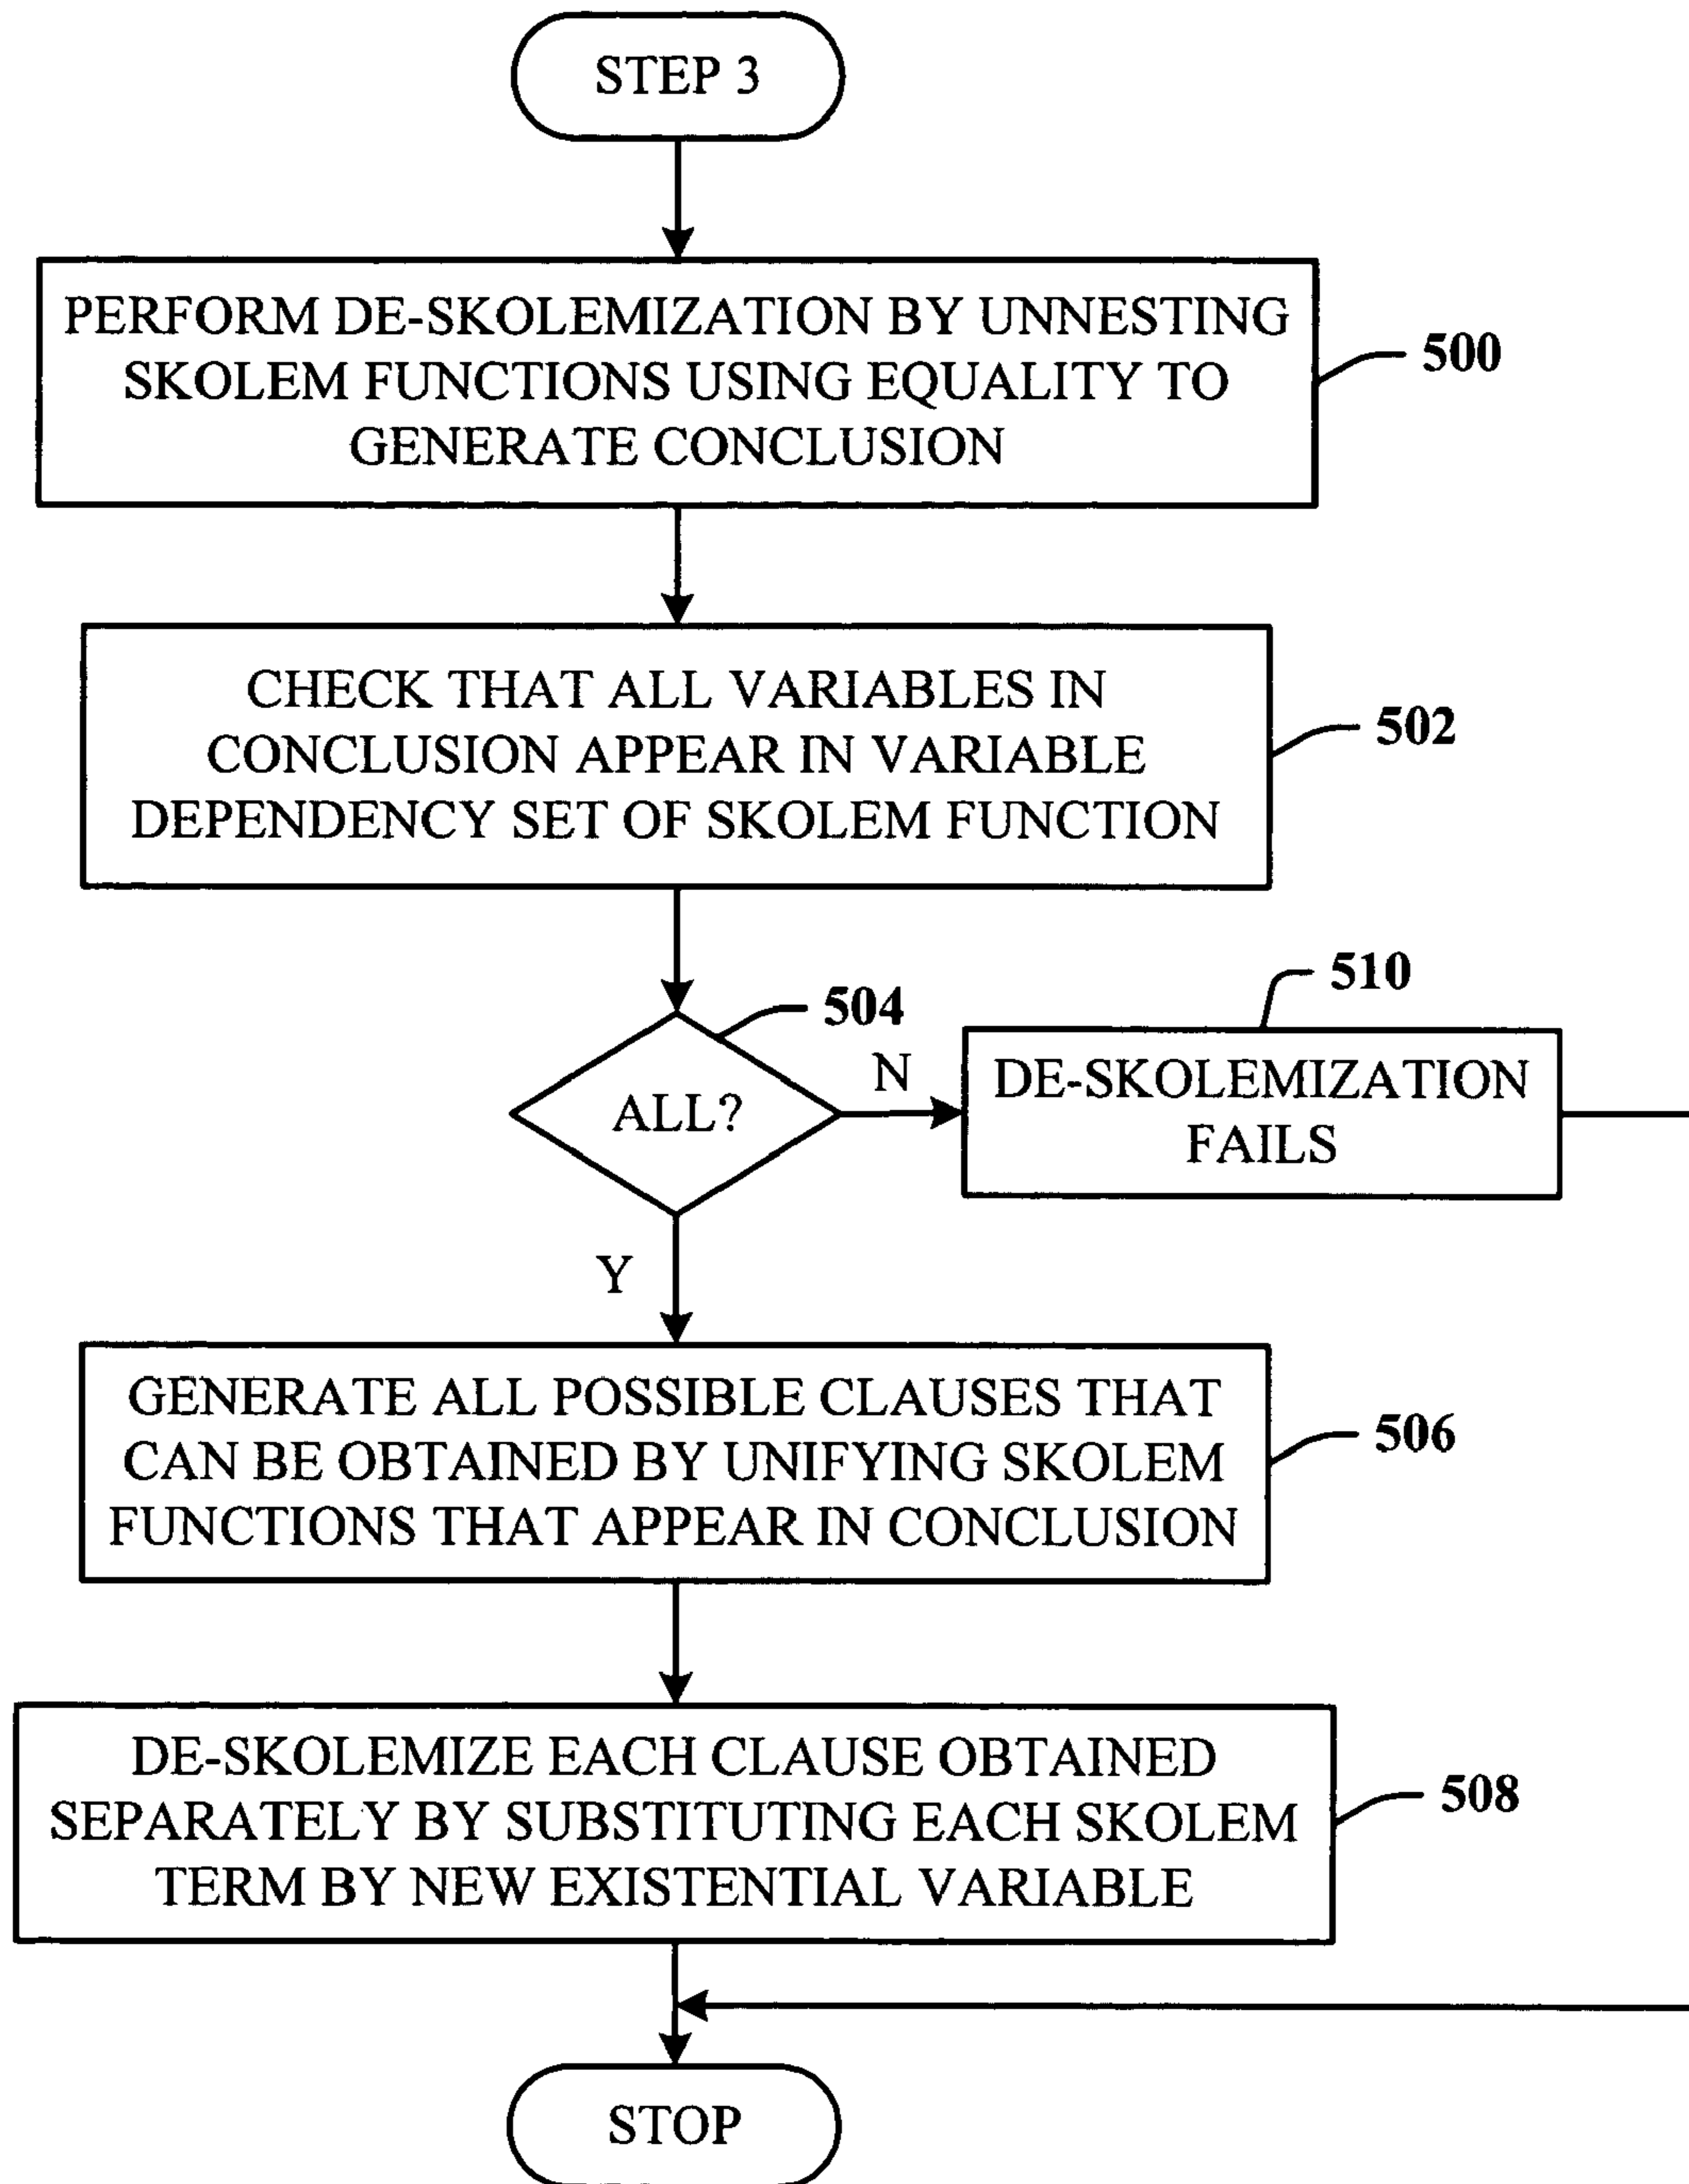 STEP 3
PERFORM DE-SKOLEMIZATION BY UNNESTING
SKOLEM FUNCTIONS USING EQUALITY TO
GENERATE CONCLUSION
500
CHECK THAT ALL VARIABLES IN
CONCLUSION APPEAR IN VARIABLE
DEPENDENCY SET OF SKOLEM FUNCTION
502
504
ALL?
N
510
DE-SKOLEMIZATION
FAILS
Y
GENERATE ALL POSSIBLE CLAUSES THAT
CAN BE OBTAINED BY UNIFYING SKOLEM
FUNCTIONS THAT APPEAR IN CONCLUSION
506
DE-SKOLEMIZE EACH CLAUSE OBTAINED
SEPARATELY BY SUBSTITUTING EACH SKOLEM
TERM BY NEW EXISTENTIAL VARIABLE
508
STOP